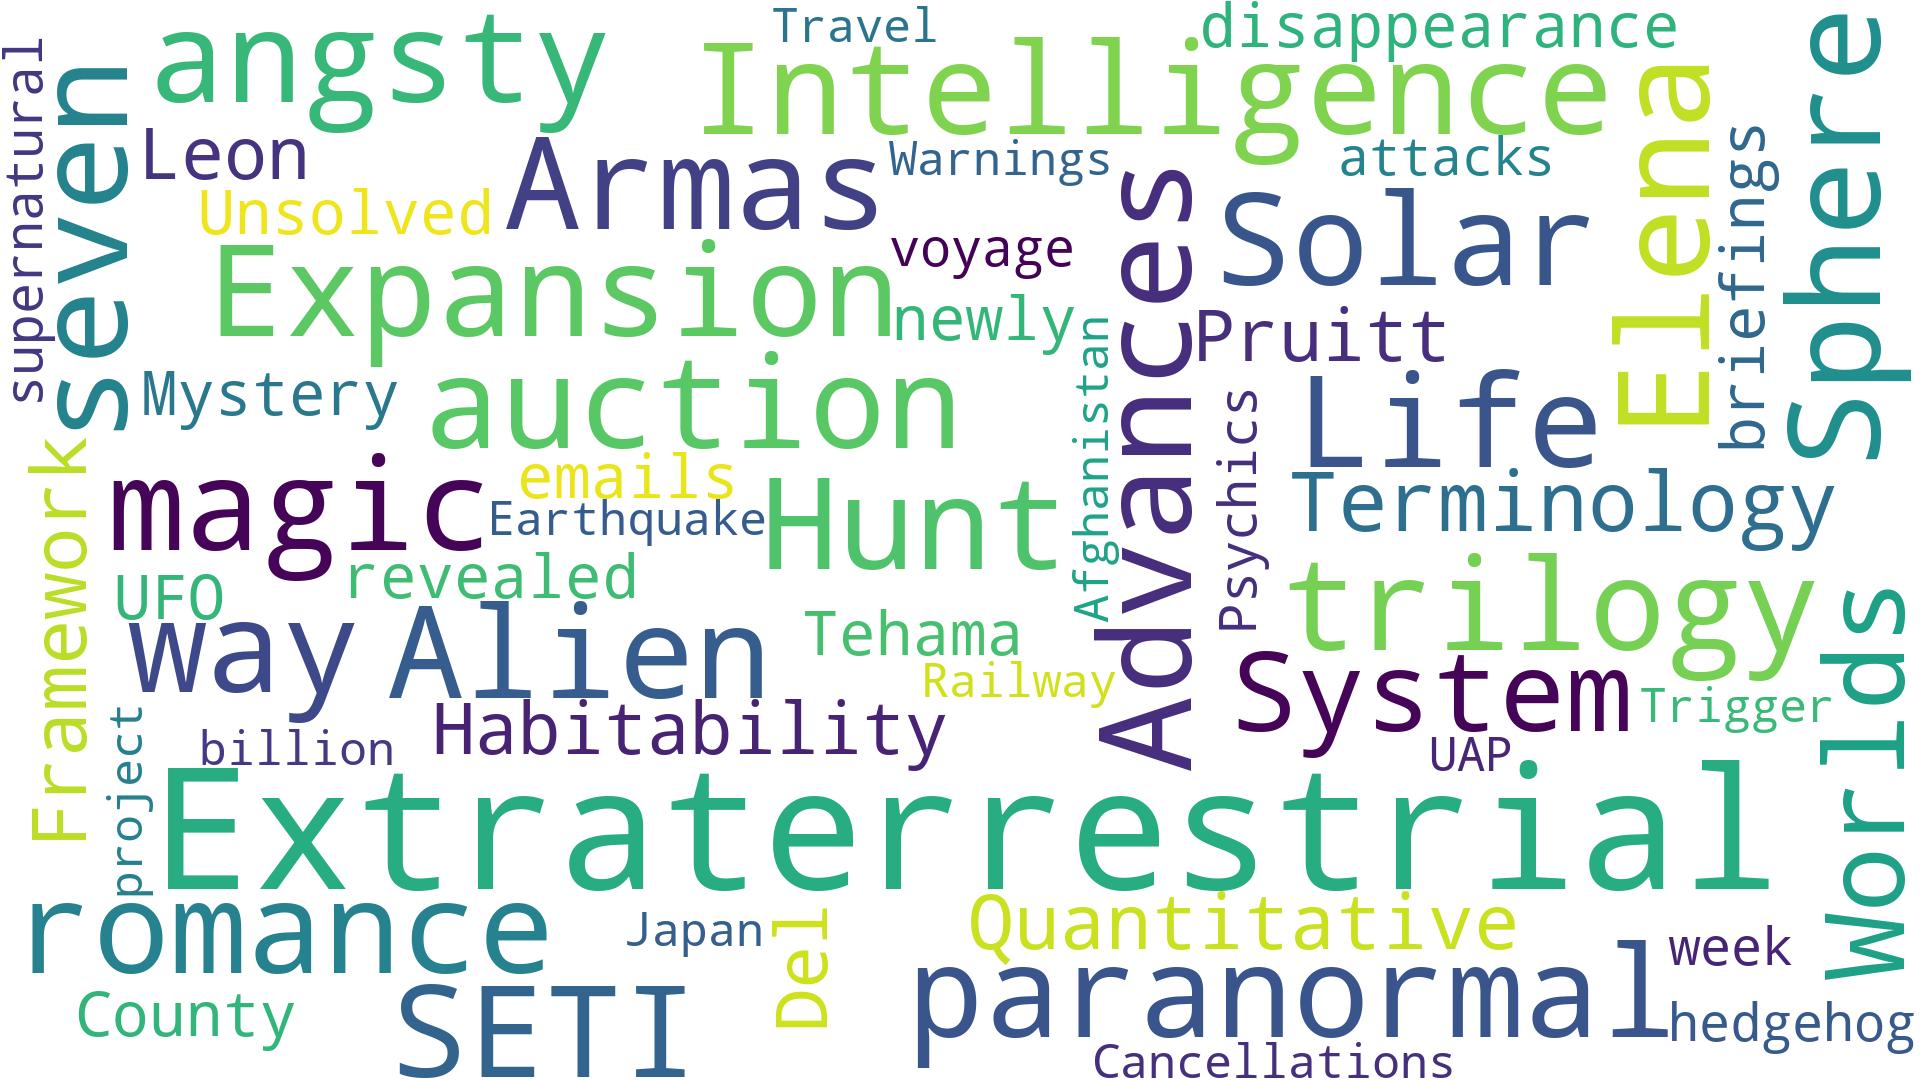 angsty
Travel
disappearance
Intelligence
supernatural
seven
Leon
Armas
Warnings
attacks
Elena
Sphere
briefings
Unsolved
Solar
voyage
Expansion
newly
Advances
Pruitt
Mystery
auction
Afghanistan
Psychics
Life
Framework
magic
emails
Earthquake
Hunt
Terminology
UFO
revealed
way
Alien
Tehama
trilogy
Worlds
Railway
System
Trigger
project
billion
Habitability
UAP
Extraterrestrial
romance
Japan
Del
Quantitative
paranormal
week
County
SETI
hedgehog
Cancellations